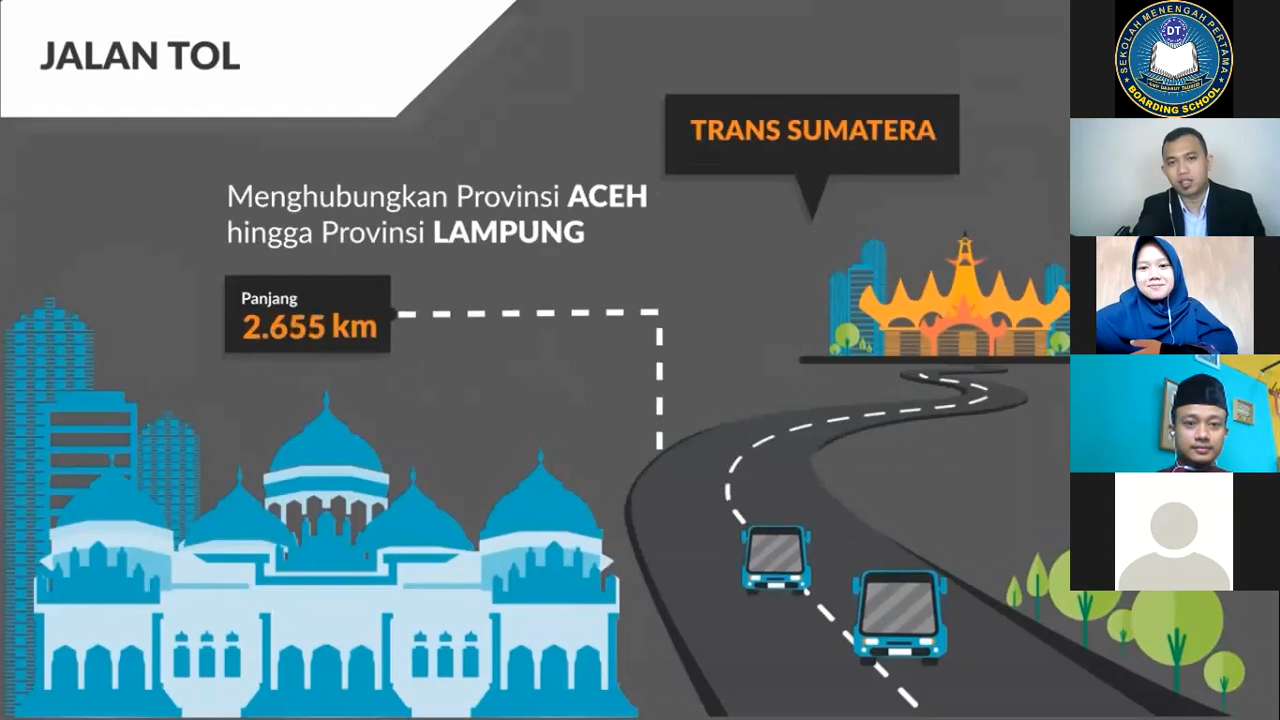 JALAN TOL
TRANS SUMATERA
Menghubungkan Provinsi ACEH
hingga Provinsi LAMPUNG
Panjang
2.655 km
SEKOLAH MENENGAH PERTAMA
DT
BOARDING SCHOOL